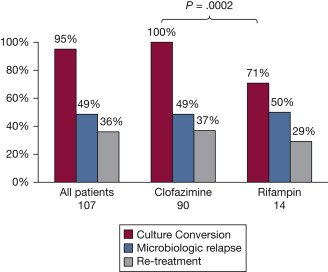 P = .0002
100%
80%
60%
40%
20%
0%
95%
49%
36%
100%
49%
37%
71%
50%
29%
All patients
107
Clofazimine
90
Rifampin
14
Culture Conversion
Microbiologic relapse
Re-treatment